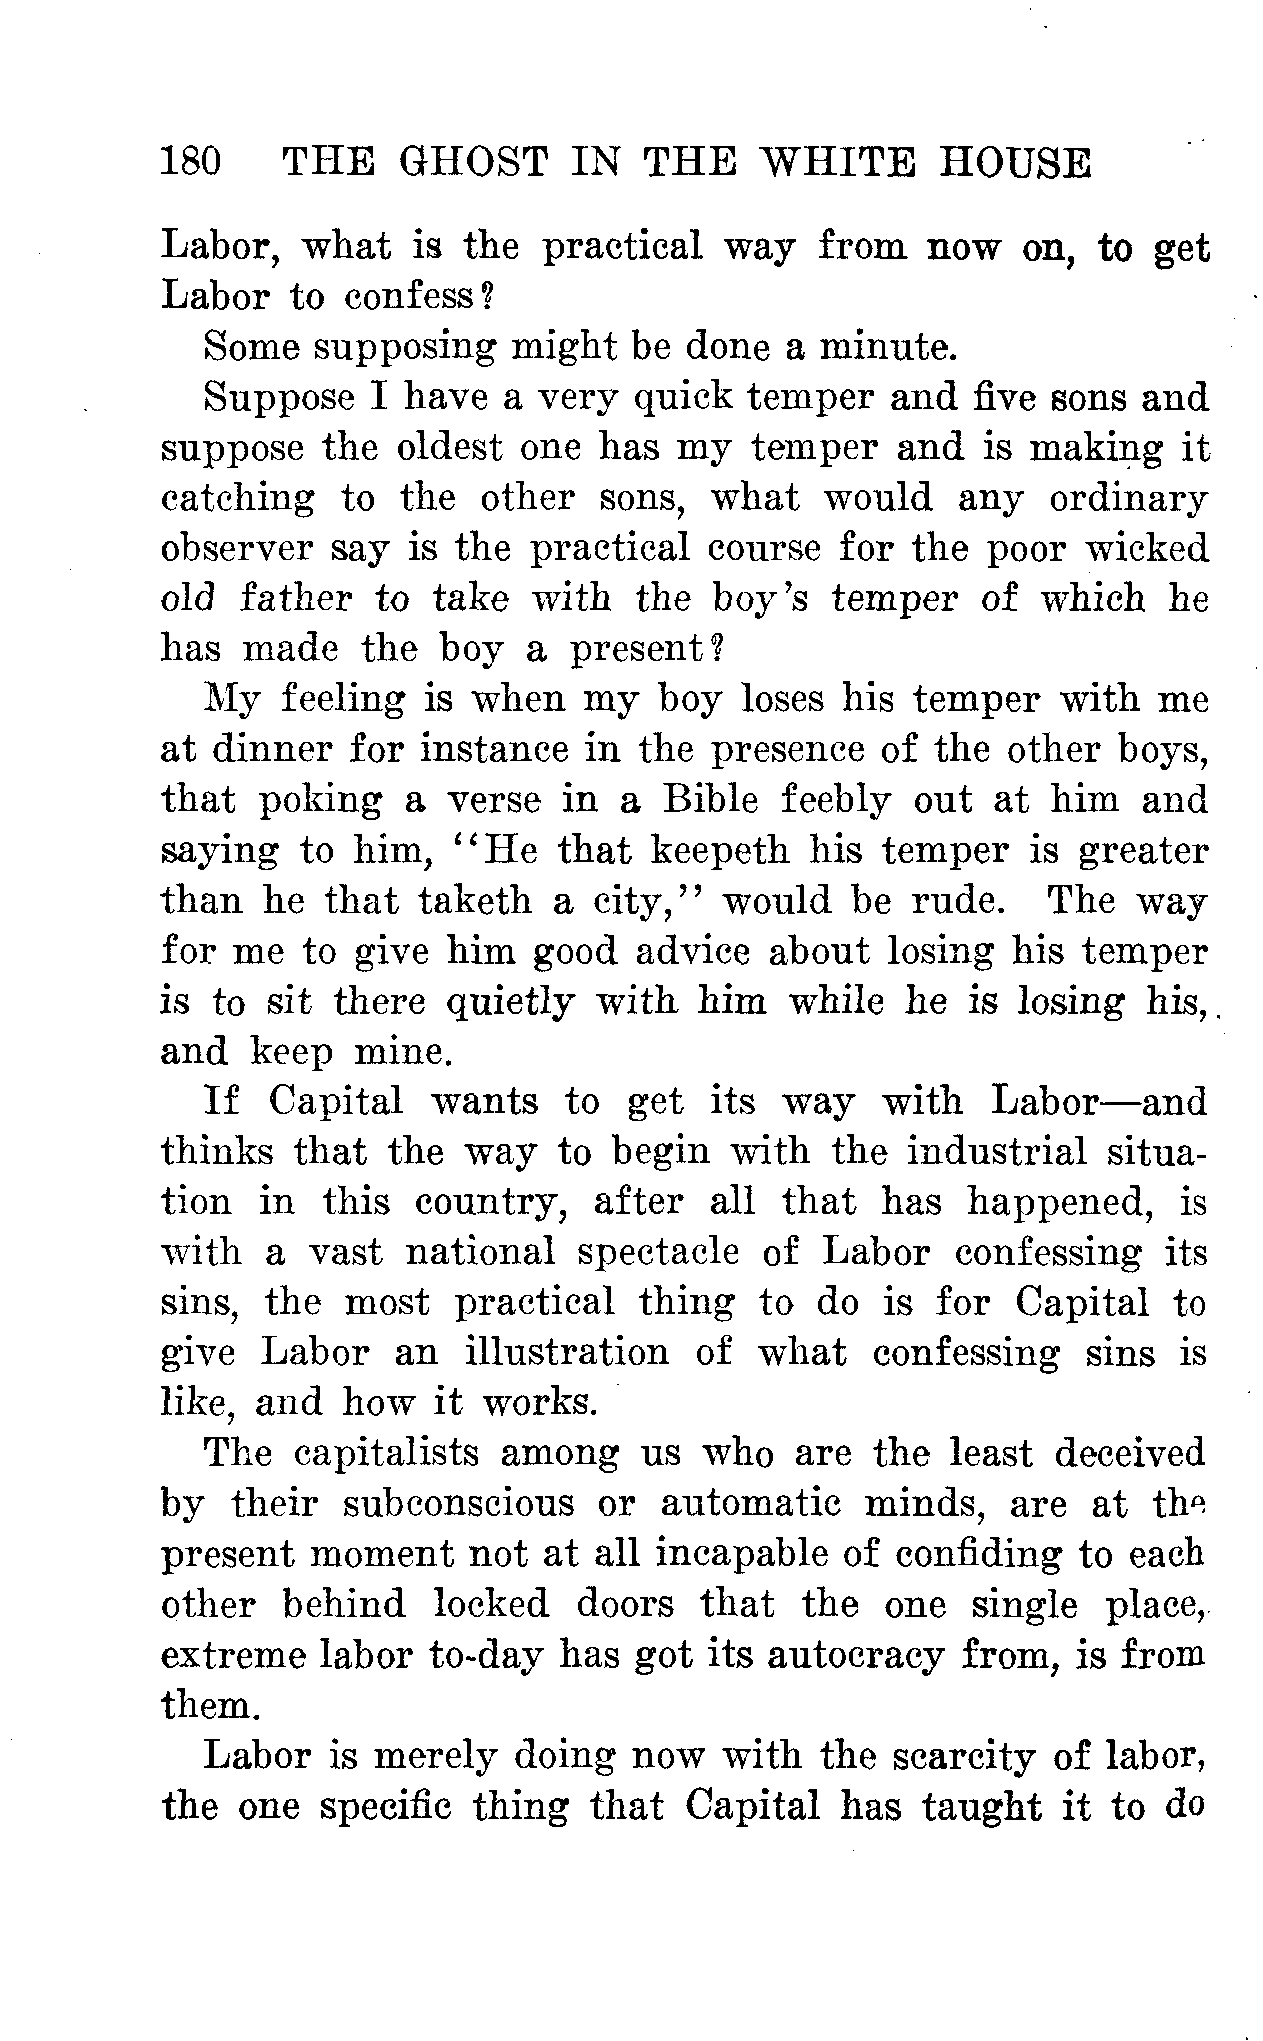 180 THE GHOST IN THE WHITE HOUSE
Labor, what is the practical way from now on, to get
Labor to confess?
Some supposing might be done a minute.
Suppose I have a very quick temper and five sons and
suppose the oldest one has my temper and is making it
catching to the other sons, what would any ordinary
observer say is the practical course for the poor wicked
old father to take with the boy's temper of which he
has made the boy a present?
My feeling is when my boy loses his temper with me
at dinner for instance in the presence of the other boys,
that poking a verse in a Bible feebly out at him and
saying to him, "He that keepeth his temper is greater
than he that taketh a city," would be rude. The way
for me to give him good advice about losing his temper
is to sit there quietly with him while he is losing his,
and keep mine.
If Capital wants to get its way with Labor—and
thinks that the way to begin with the industrial situa-
tion in this country, after all that has happened, is
with a vast national spectacle of Labor confessing its
sins, the most practical thing to do is for Capital to
give Labor an illustration of what confessing sins is
like, and how it works.
The capitalists among us who are the least deceived
by their subconscious or automatic minds, are at the
present moment not at all incapable of confiding to each
other behind locked doors that the one single place,
extreme labor to-day has got its autocracy from, is from
them.
Labor is merely doing now with the scarcity of labor,
the one specific thing that Capital has taught it to do